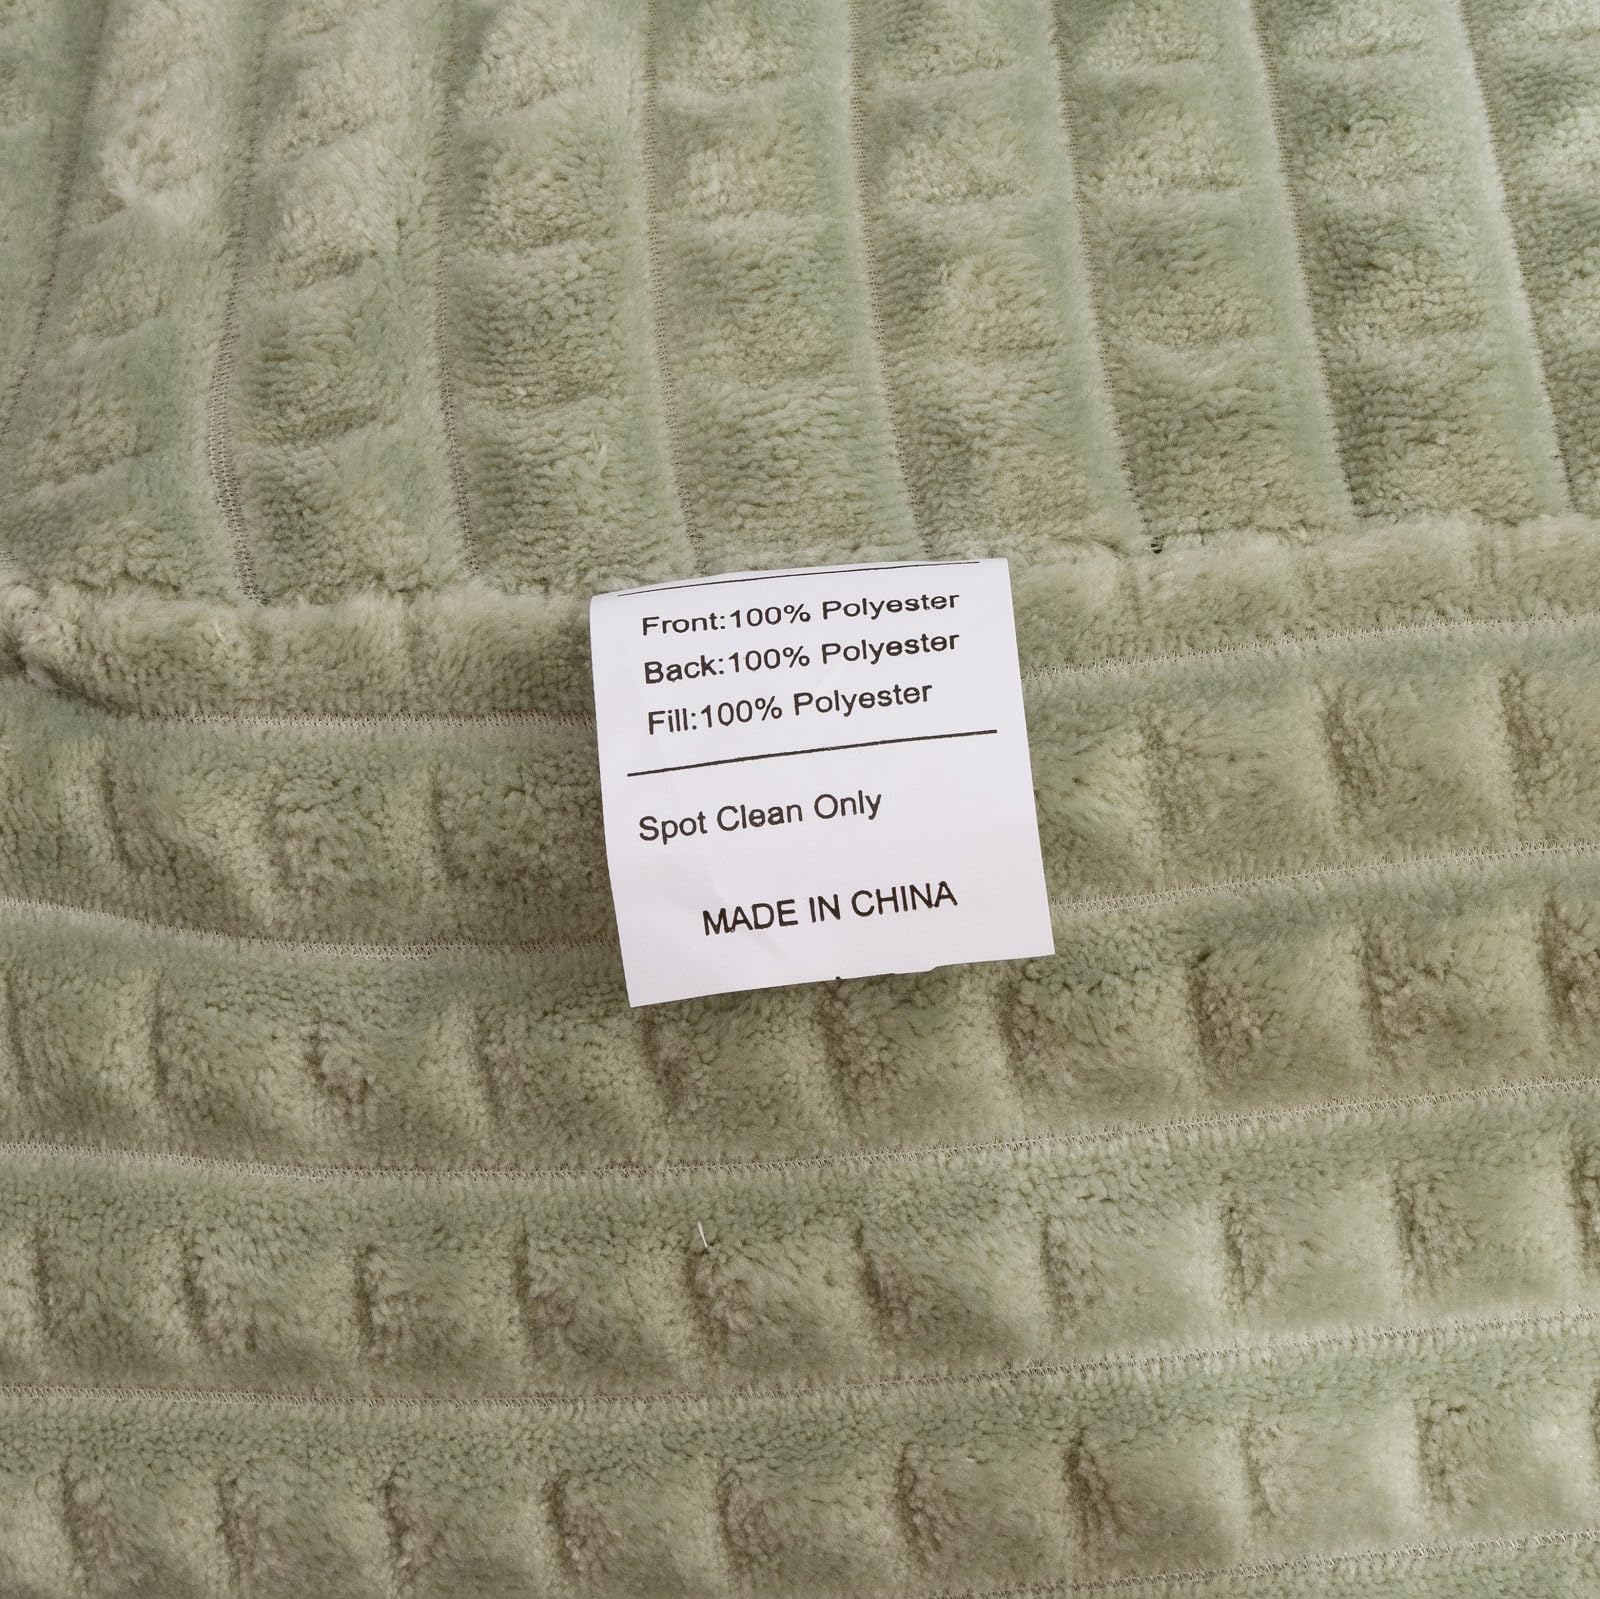 Front:100% Polyester
Back:100% Polyester
Fill:100% Polyester
Spot Clean Only
MADE IN CHINA